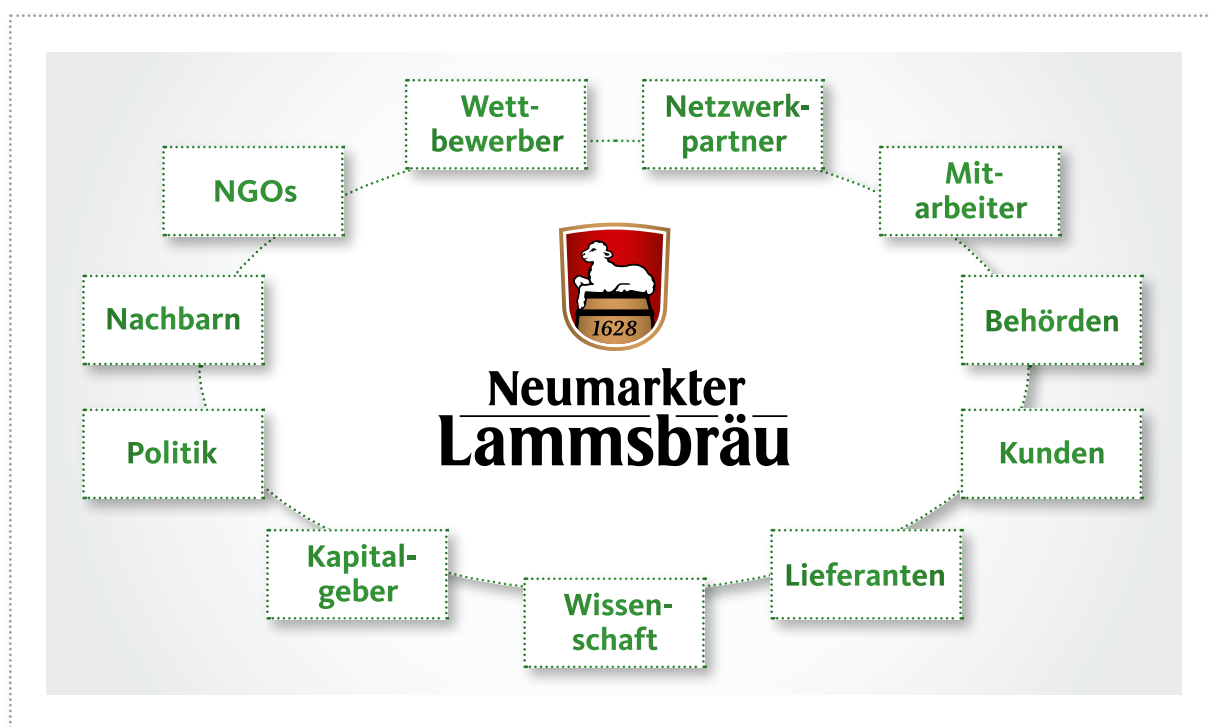 Wett-
bewerber
Netzwerk-
partner
NGOs
Mit-
arbeiter
Nachbarn
1628
Behörden
Neumarkter
Lammsbräu
Politik
Kunden
Kapital-
geber
Lieferanten
Wissen-
schaft